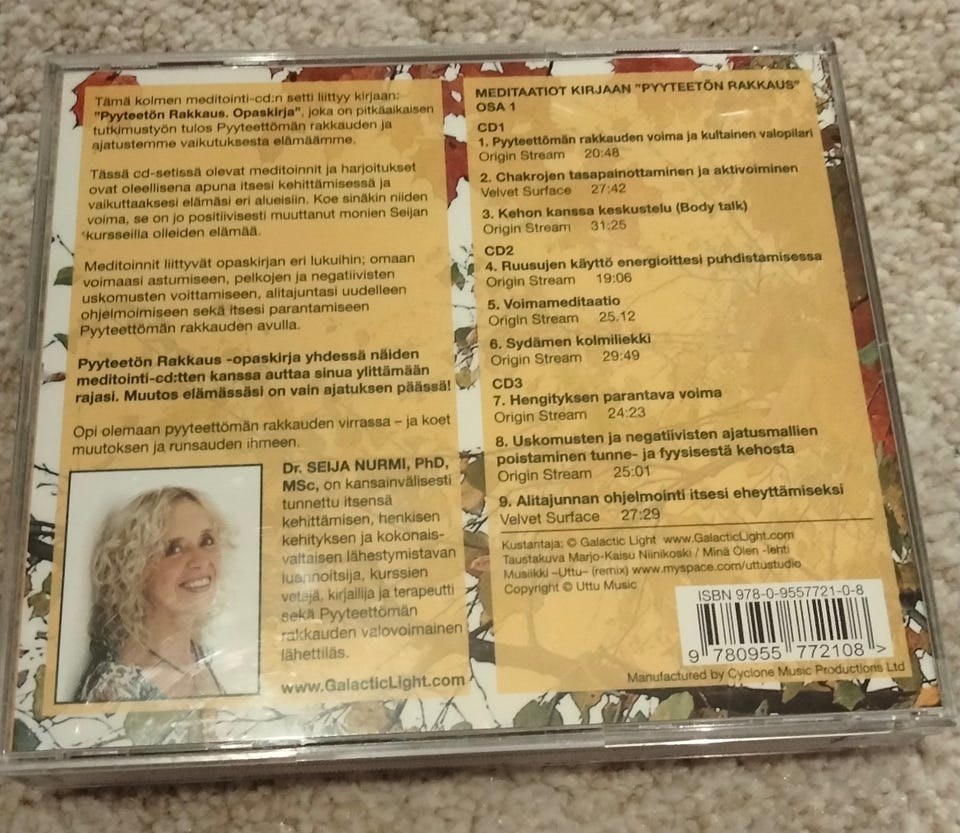 Tämä kolmen meditointi-cd:n setti liittyy kirjaan:
"Pyyteetön Rakkaus. Opaskirja", joka on pitkäaikaisen
tutkimustyön tulos Pyyteettömän rakkauden ja
ajatustemme vaikutuksesta elämäämme.
Tässä cd-setissä olevat meditoinnit ja harjoitukset
ovat oleellisena apuna itsesi kehittämisessä ja
vaikuttaaksesi elämäsi eri alueisiin. Koe sinäkin niiden
voima, se on jo positiivisesti muuttanut monien Seijan
kursseilla olleiden elämää.
Meditoinnit liittyvät opaskirjan eri lukuihin; omaan
voimaasi astumiseen, pelkojen ja negatiivisten
uskomusten voittamiseen, alitajuntasi uudelleen
ohjelmoimiseen sekä itsesi parantamiseen
Pyyteettömän rakkauden avulla.
Pyyteetön Rakkaus -opaskirja yhdessä näiden
meditointi-cd:tten kanssa auttaa sinua ylittämään
rajasi. Muutos elämässäsi on vain ajatuksen päässä!
Opi olemaan pyyteettömän rakkauden virrassa – ja koet
muutoksen ja runsauden ihmeen.
Dr. SEIJA NURMI, PhD,
MSc, on kansainvälisesti
tunnettu itsensä
kehittämisen, henkisen
kehityksen ja kokonais-
valtaisen lähestymistavan
luennoitsija, kurssien
vetäjä, kirjailija ja terapeutti
sekä Pyyteettömän
rakkauden valovoimainen
lähettiläs.
www.GalacticLight.com
MEDITAATIOT KIRJAAN "PYYTEETÖN RAKKAUS"
OSA 1
CD1
1. Pyyteettömän rakkauden voima ja kultainen valopilari
Origin Stream 20:48
2. Chakrojen tasapainottaminen ja aktivoiminen
Velvet Surface 27:42
3. Kehon kanssa keskustelu (Body talk)
Origin Stream 31:25
CD2
4. Ruusujen käyttö energioittesi puhdistamisessa
Origin Stream 19:06
5. Voimameditaatio
Origin Stream 25.12
6. Sydämen kolmiliekki
Origin Stream 29:49
CD3
7. Hengityksen parantava voima
Origin Stream 24:23
8. Uskomusten ja negatiivisten ajatusmallien
poistaminen tunne- ja fyysisestä kehosta
Origin Stream 25:01
9. Alitajunnan ohjelmointi itsesi eheyttämiseksi
Velvet Surface 27:29
Kustantaja: © Galactic Light www.GalacticLight.com
Taustakuva Marjo-Kaisu Niinikoski / Minä Olen -lehti
Musiikki –Uttu– (remix) www.myspace.com/uttustudio
Copyright © Uttu Music
ISBN 978-0-9557721-0-8
9 780955 772108 >
Manufactured by Cyclone Music Productions Ltd